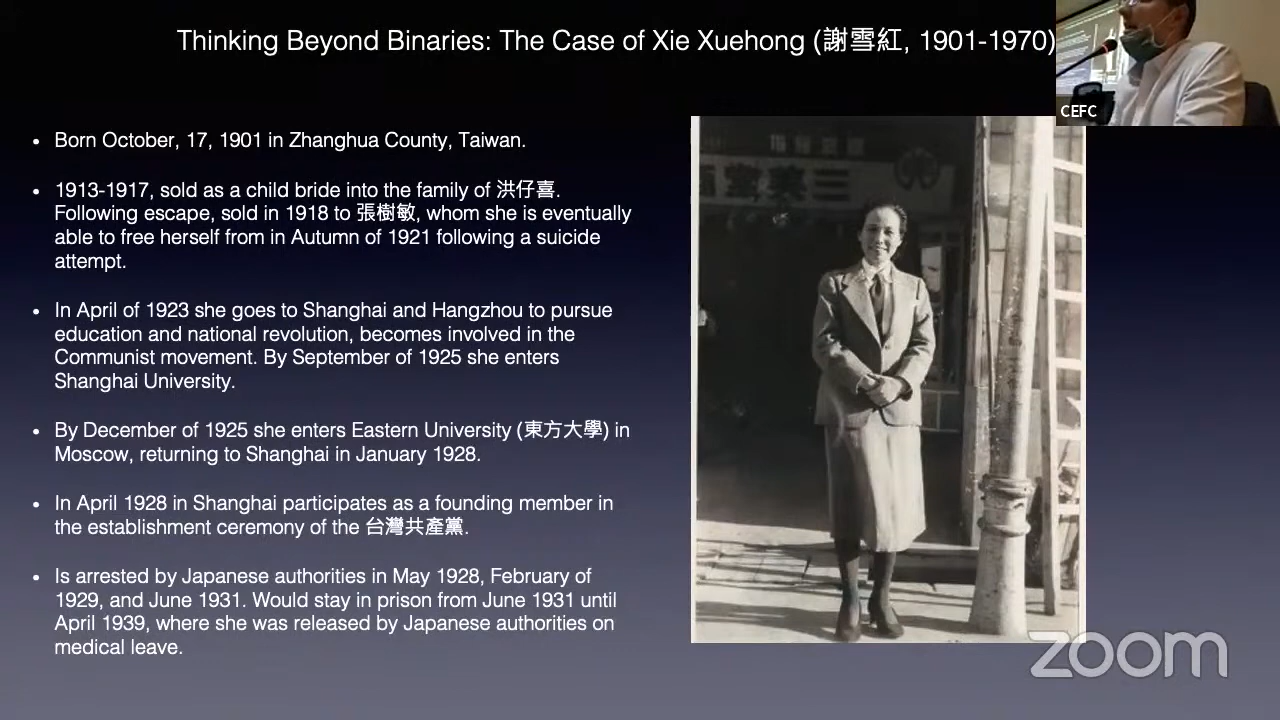 Thinking Beyond Binaries: The Case of Xie Xuehong (謝雪紅, 1901-1970)
CEFC
• Born October, 17, 1901 in Zhanghua County, Taiwan.
• 1913-1917, sold as a child bride into the family of 洪仔喜.
Following escape, sold in 1918 to 張樹敏, whom she is eventually
able to free herself from in Autumn of 1921 following a suicide
attempt.
• In April of 1923 she goes to Shanghai and Hangzhou to pursue
education and national revolution, becomes involved in the
Communist movement. By September of 1925 she enters
Shanghai University.
• By December of 1925 she enters Eastern University (東方大學) in
Moscow, returning to Shanghai in January 1928.
• In April 1928 in Shanghai participates as a founding member in
the establishment ceremony of the 台灣共產黨.
• Is arrested by Japanese authorities in May 1928, February of
1929, and June 1931. Would stay in prison from June 1931 until
April 1939, where she was released by Japanese authorities on
medical leave.
zoom